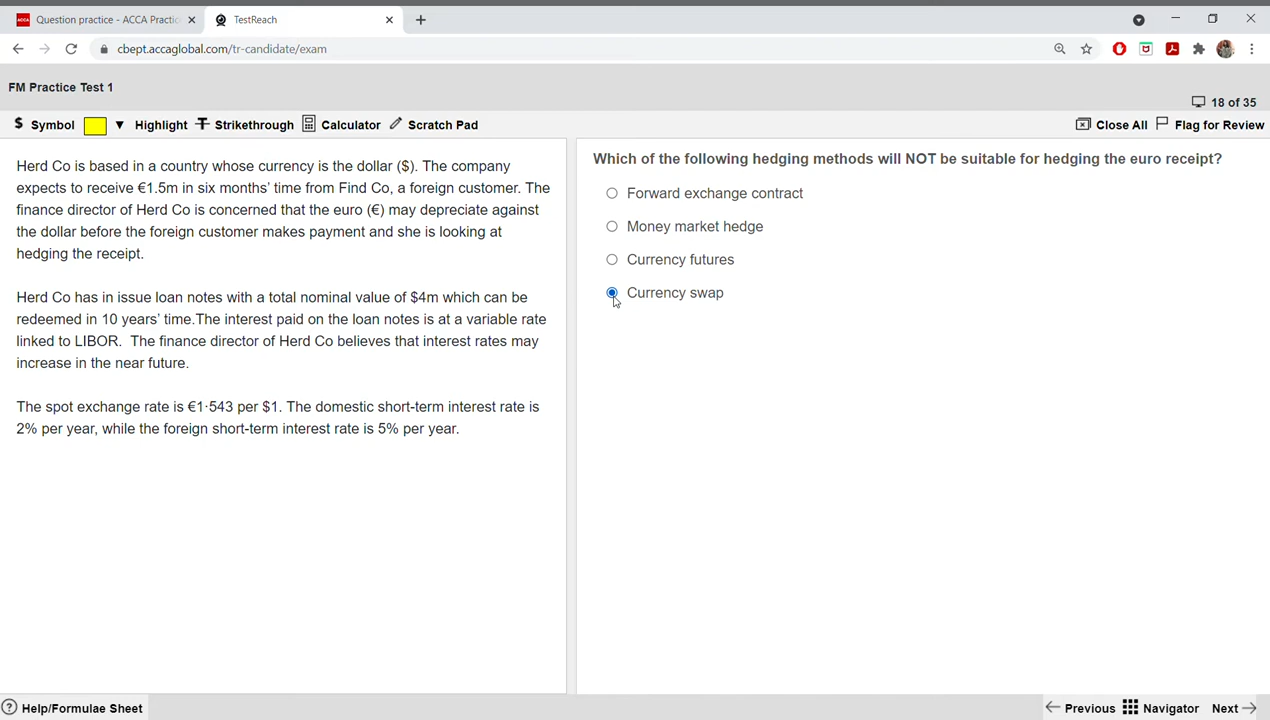 ACCA Question practice - ACCA Practic
TestReach
cbept.accaglobal.com/tr-candidate/exam
FM Practice Test 1
18 of 35
$ Symbol Highlight T Strikethrough Calculator Scratch Pad
Close All Flag for Review
Herd Co is based in a country whose currency is the dollar ($). The company
expects to receive €1.5m in six months’ time from Find Co, a foreign customer. The
finance director of Herd Co is concerned that the euro (€) may depreciate against
the dollar before the foreign customer makes payment and she is looking at
hedging the receipt.
Herd Co has in issue loan notes with a total nominal value of $4m which can be
redeemed in 10 years’ time.The interest paid on the loan notes is at a variable rate
linked to LIBOR. The finance director of Herd Co believes that interest rates may
increase in the near future.
The spot exchange rate is €1·543 per $1. The domestic short-term interest rate is
2% per year, while the foreign short-term interest rate is 5% per year.
Which of the following hedging methods will NOT be suitable for hedging the euro receipt?
Forward exchange contract
Money market hedge
Currency futures
Currency swap
? Help/Formulae Sheet
Previous Navigator Next